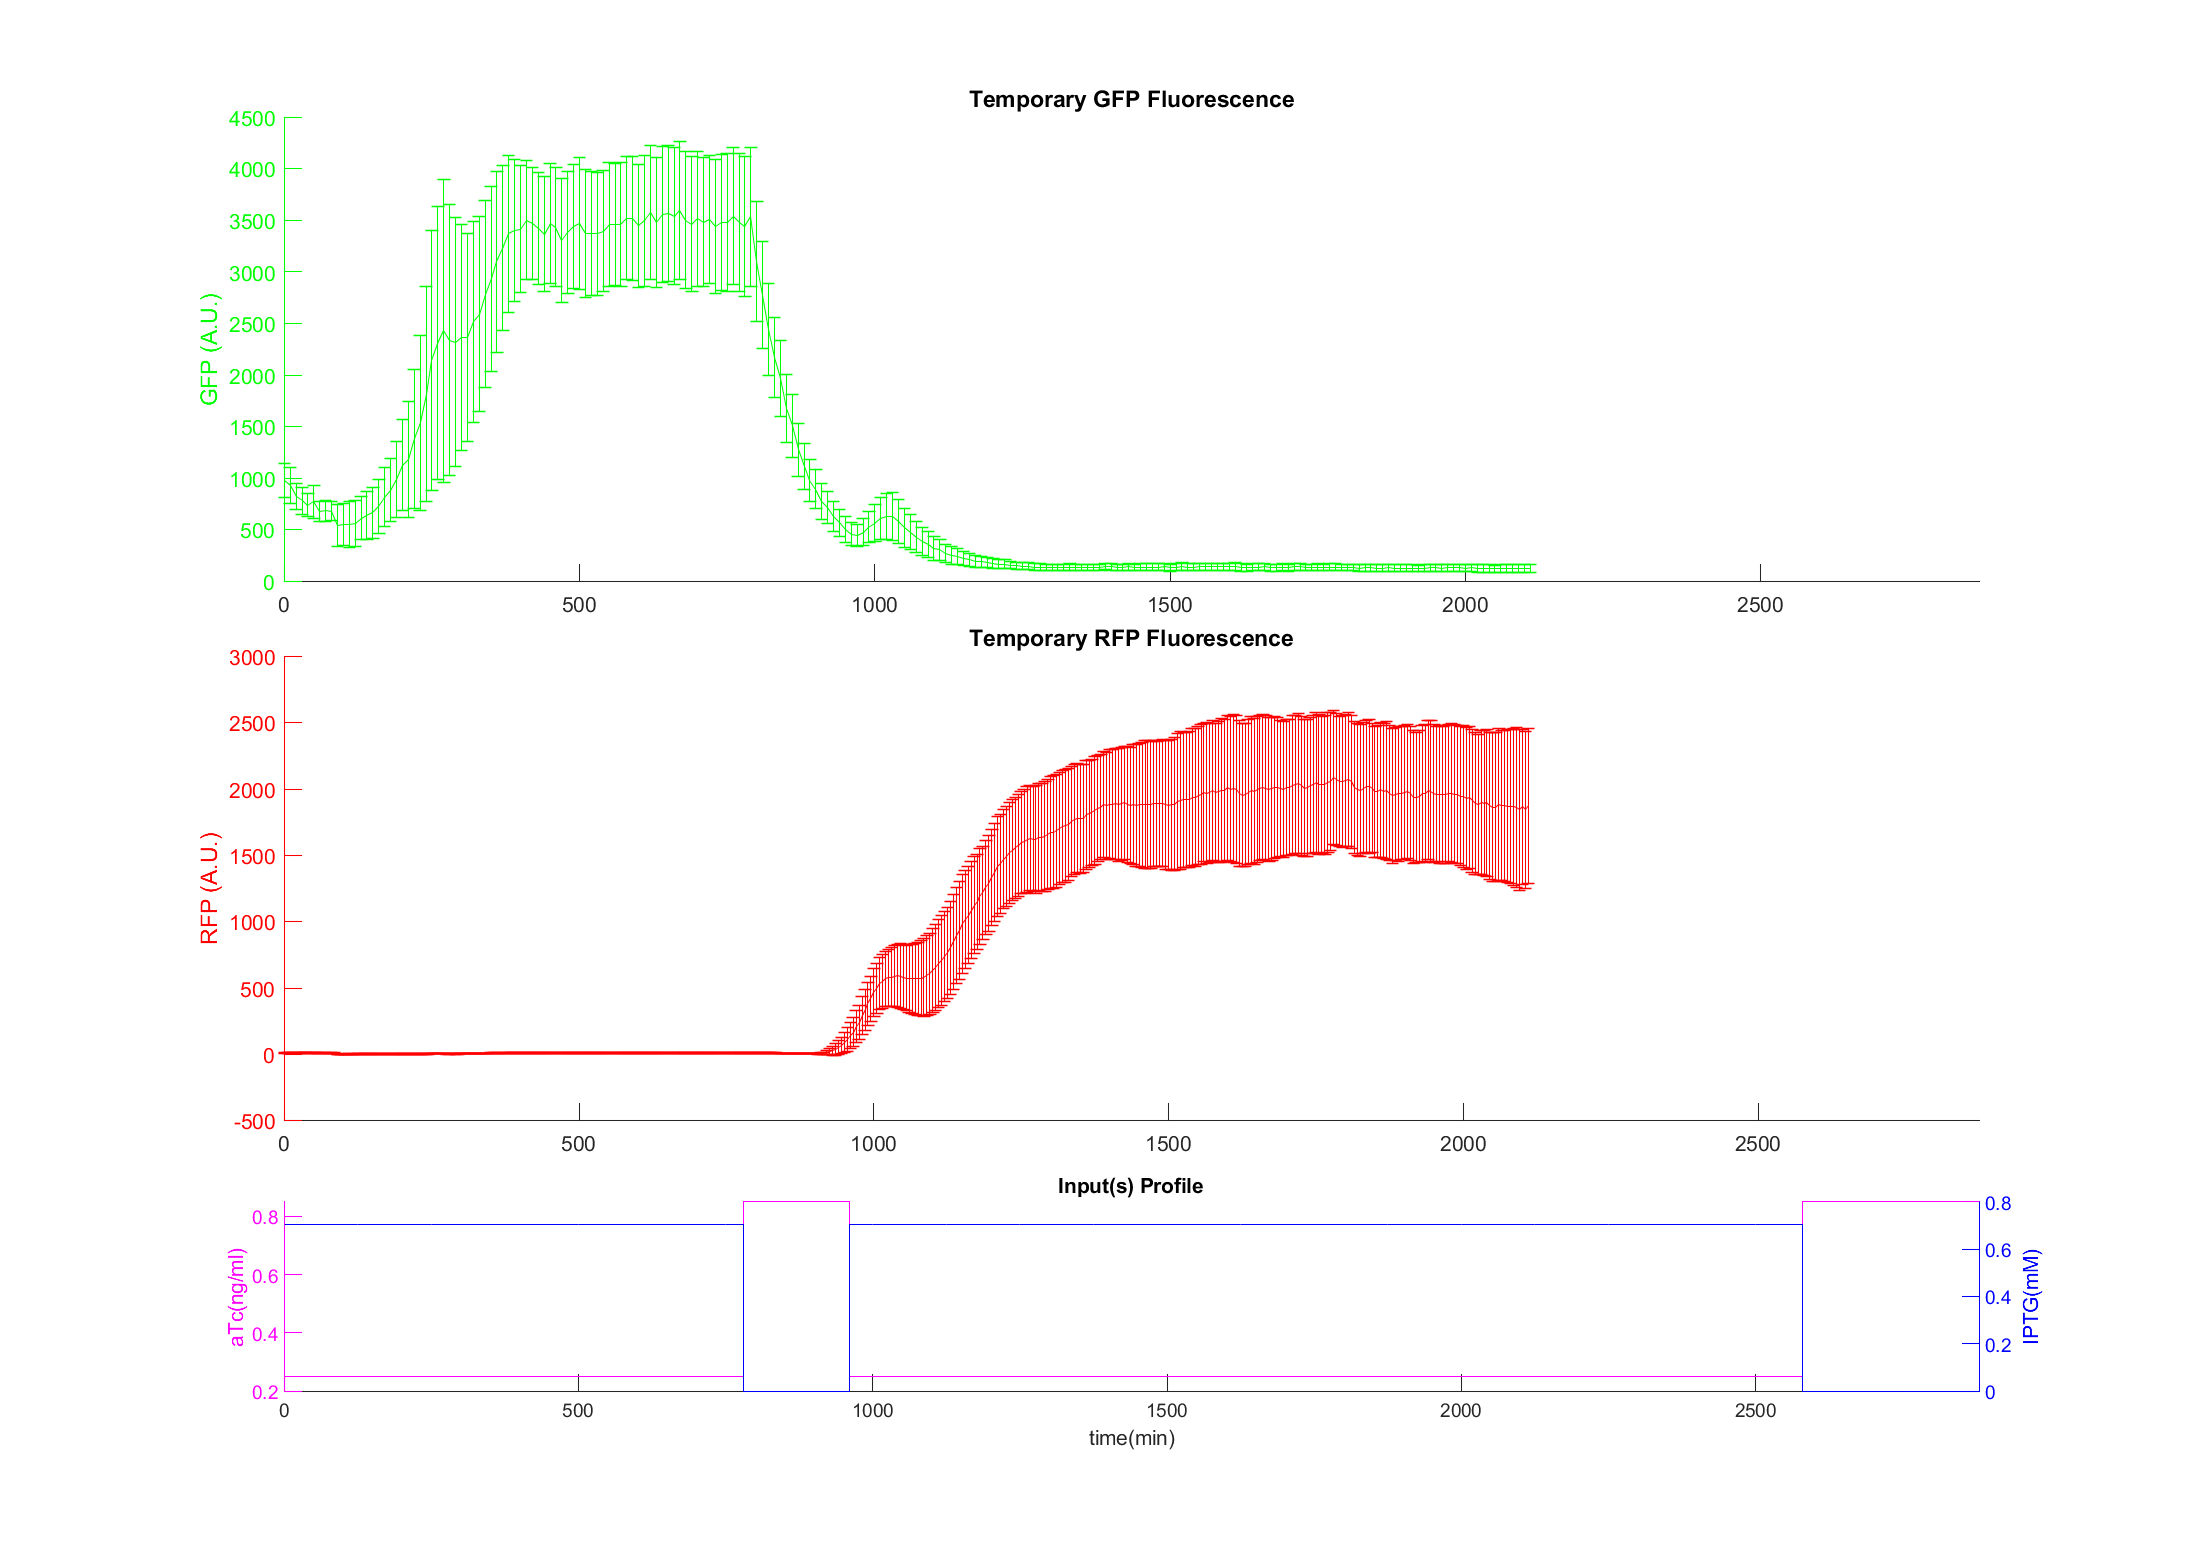 Temporary GFP Fluorescence
4500
4000
3500
3000
2500
2000
1500
1000
500
0
GFP (A.U.)
0 500 1000 1500 2000 2500
Temporary RFP Fluorescence
3000
2500
2000
1500
1000
500
0
-500
RFP (A.U.)
0 500 1000 1500 2000 2500
Input(s) Profile
0.8
0.6
0.4
0.2
aTc(ng/ml)
0.8
0.6
0.4
0.2
0
IPTG(mM)
0 500 1000 1500 2000 2500
time(min)